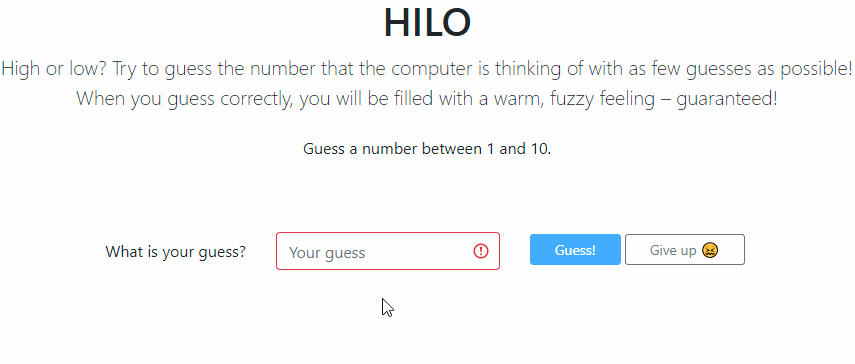 HILO
High or low? Try to guess the number that the computer is thinking of with as few guesses as possible!
When you guess correctly, you will be filled with a warm, fuzzy feeling – guaranteed!
Guess a number between 1 and 10.
What is your guess? Your guess Guess! Give up 😖